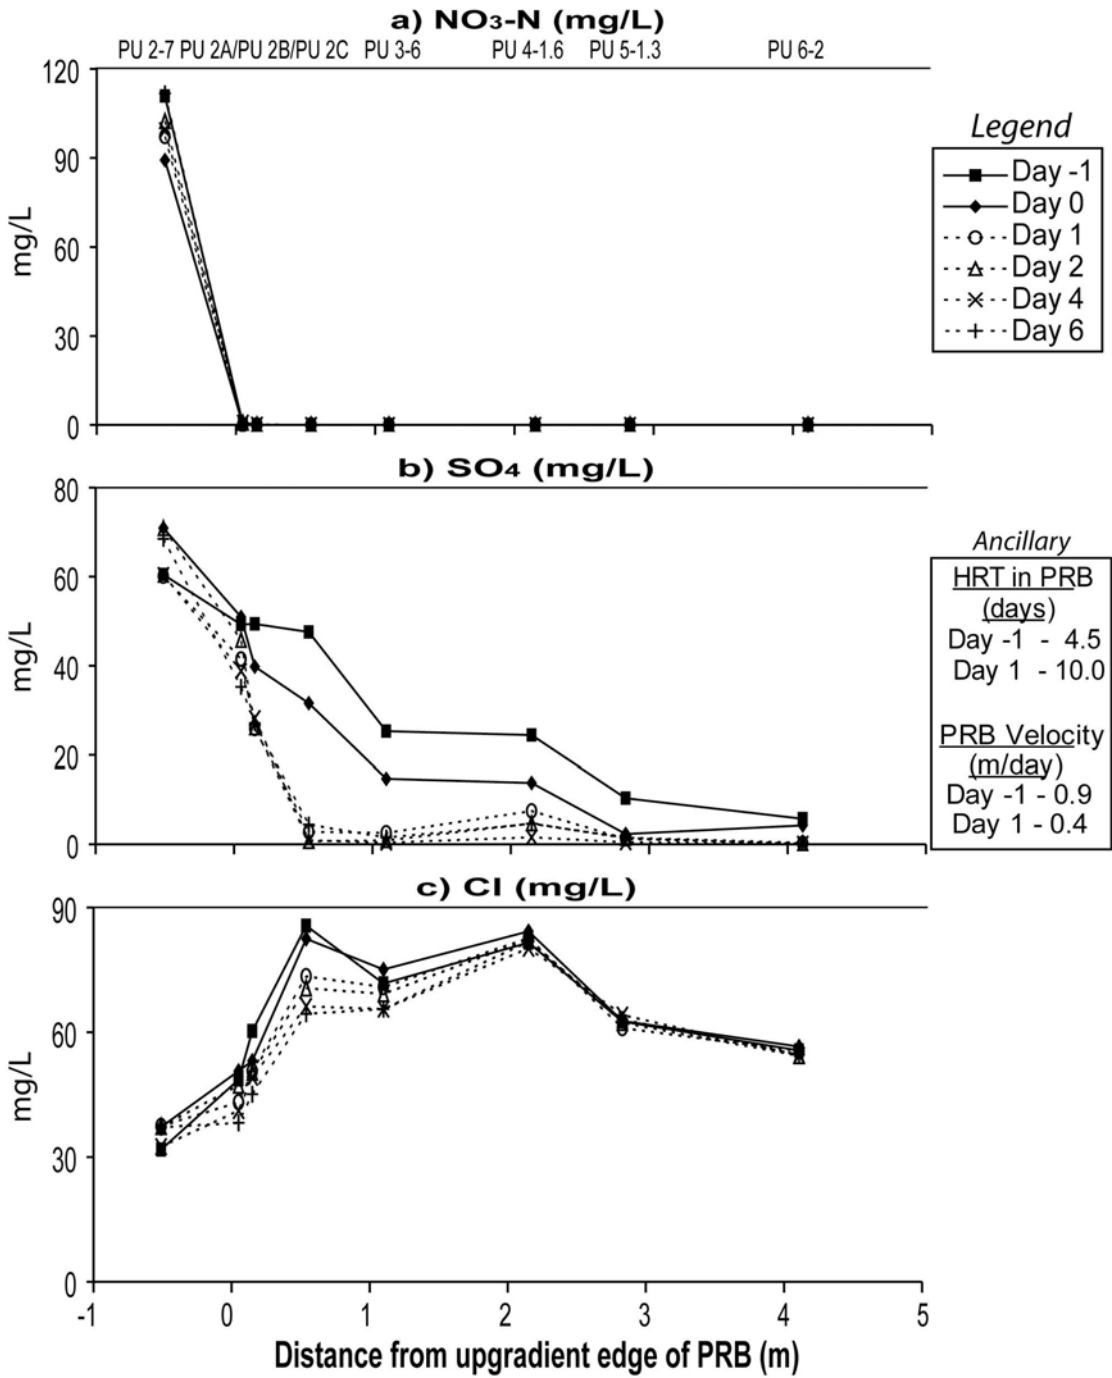 a) NO₃-N (mg/L)
PU 2-7 PU 2A/PU 2B/PU 2C PU 3-6 PU 4-1.6 PU 5-1.3 PU 6-2
120
90
60
30
0
mg/L
Legend
Day -1
Day 0
Day 1
Day 2
Day 4
Day 6
b) SO₄ (mg/L)
80
60
40
20
0
mg/L
Ancillary
HRT in PRB
(days)
Day -1 - 4.5
Day 1 - 10.0
PRB Velocity
(m/day)
Day -1 - 0.9
Day 1 - 0.4
c) Cl (mg/L)
90
60
30
0
mg/L
-1 0 1 2 3 4 5
Distance from upgradient edge of PRB (m)